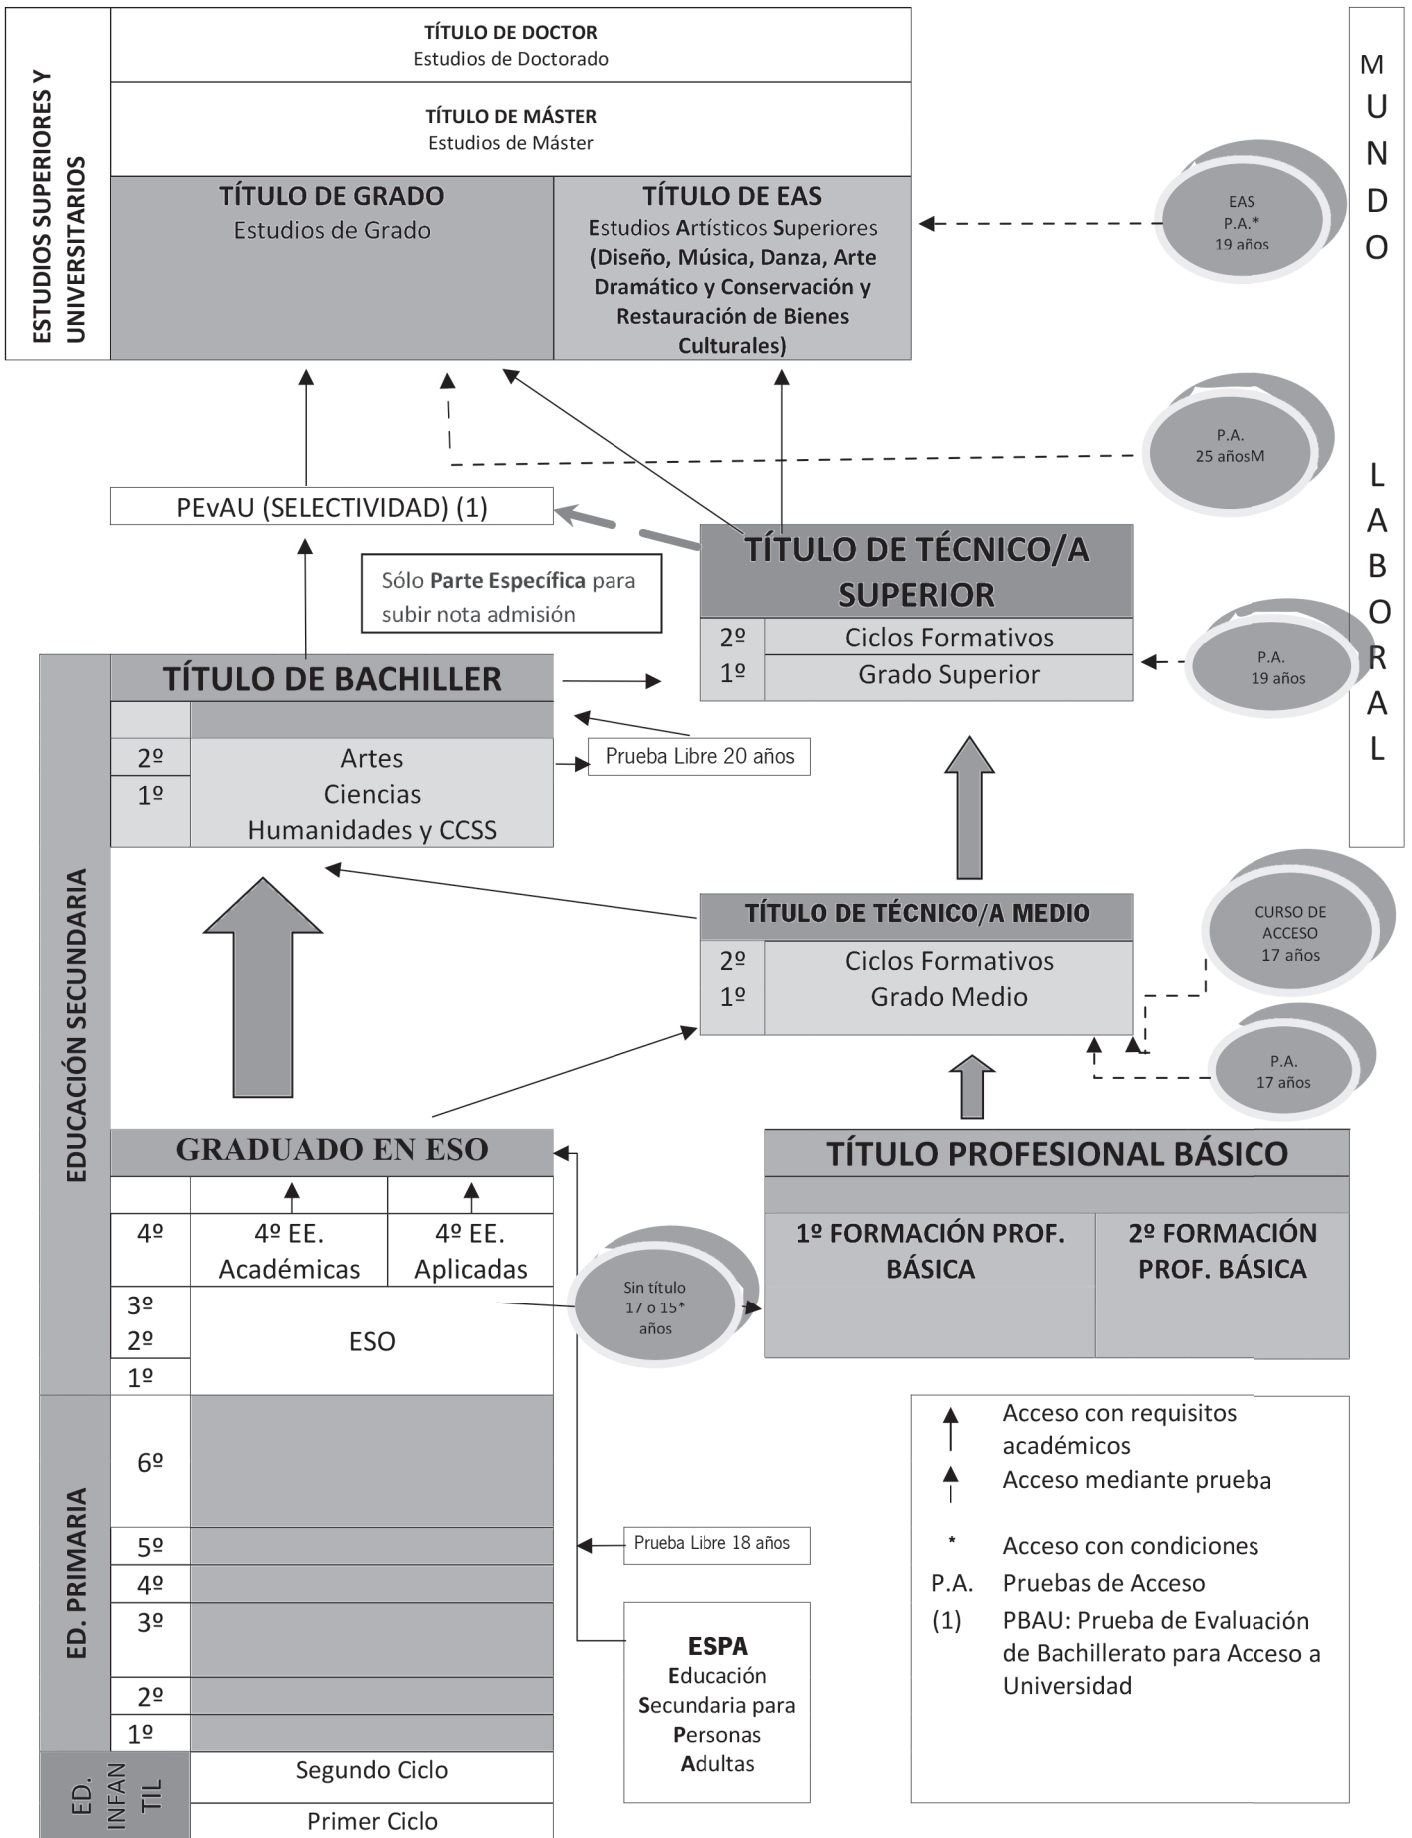 ESTUDIOS SUPERIORES Y
UNIVERSITARIOS
TÍTULO DE DOCTOR
Estudios de Doctorado
TÍTULO DE MÁSTER
Estudios de Máster
TÍTULO DE GRADO
Estudios de Grado
TÍTULO DE EAS
Estudios Artísticos Superiores
(Diseño, Música, Danza, Arte
Dramático y Conservación y
Restauración de Bienes
Culturales)
MUNDO LABORAL
EAS
P.A.*
19 años
P.A.
25 añosM
PEvAU (SELECTIVIDAD) (1)
Sólo Parte Específica para
subir nota admisión
TÍTULO DE TÉCNICO/A
SUPERIOR
2º Ciclos Formativos
1º Grado Superior
P.A.
19 años
EDUCACIÓN SECUNDARIA
TÍTULO DE BACHILLER
2º Artes
1º Ciencias
Humanidades y CCSS
Prueba Libre 20 años
TÍTULO DE TÉCNICO/A MEDIO
2º Ciclos Formativos
1º Grado Medio
CURSO DE
ACCESO
17 años
P.A.
17 años
GRADUADO EN ESO
4º
4º EE.
Académicas
4º EE.
Aplicadas
3º
2º ESO
1º
Sin título
17 o 15*
años
TÍTULO PROFESIONAL BÁSICO
1º FORMACIÓN PROF.
BÁSICA
2º FORMACIÓN
PROF. BÁSICA
ED. PRIMARIA
6º
5º
4º
3º
2º
1º
Prueba Libre 18 años
ESPA
Educación
Secundaria para
Personas
Adultas
ED.
INFAN
TIL
Segundo Ciclo
Primer Ciclo
Acceso con requisitos
académicos
Acceso mediante prueba
* Acceso con condiciones
P.A. Pruebas de Acceso
(1) PBAU: Prueba de Evaluación
de Bachillerato para Acceso a
Universidad